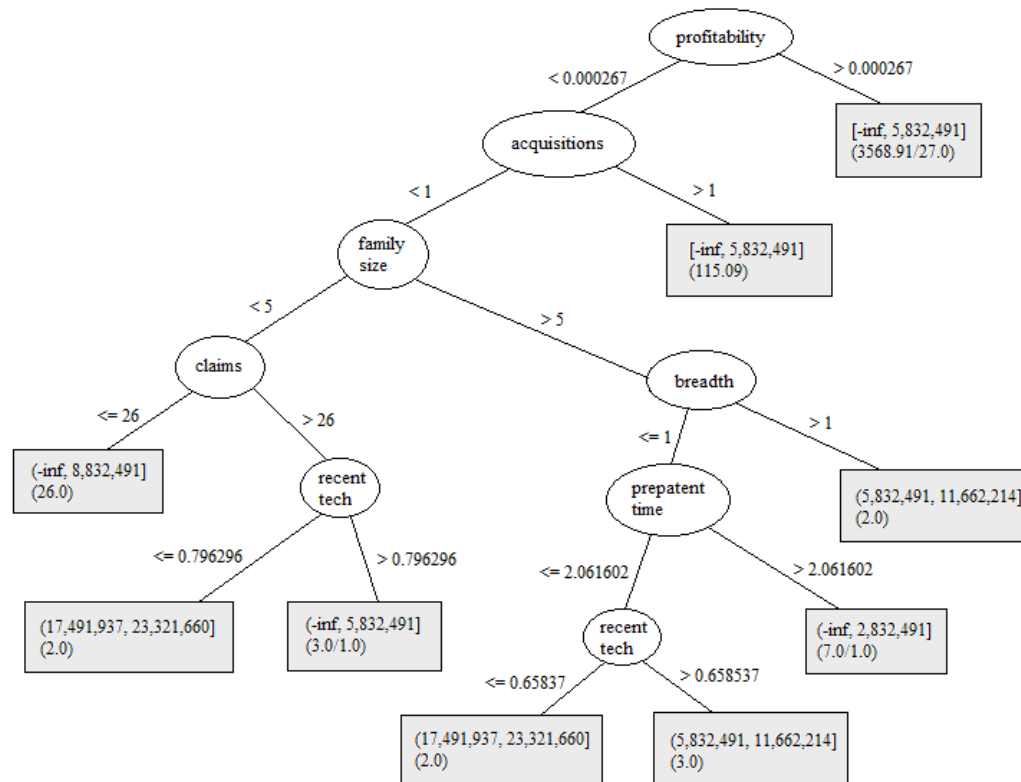 profitability
< 0.000267
> 0.000267
[-inf, 5,832,491]
(3568.91/27.0)
acquisitions
< 1
> 1
[-inf, 5,832,491]
(115.09)
family
size
< 5
> 5
claims
breadth
<= 26
> 26
<= 1
> 1
(-inf, 8,832,491]
(26.0)
recent
tech
prepatent
time
(5,832,491, 11,662,214]
(2.0)
<= 0.796296
> 0.796296
<= 2.061602
> 2.061602
(17,491,937, 23,321,660]
(2.0)
(-inf, 5,832,491]
(3.0/1.0)
recent
tech
(-inf, 2,832,491]
(7.0/1.0)
<= 0.65837
> 0.658537
(17,491,937, 23,321,660]
(2.0)
(5,832,491, 11,662,214]
(3.0)